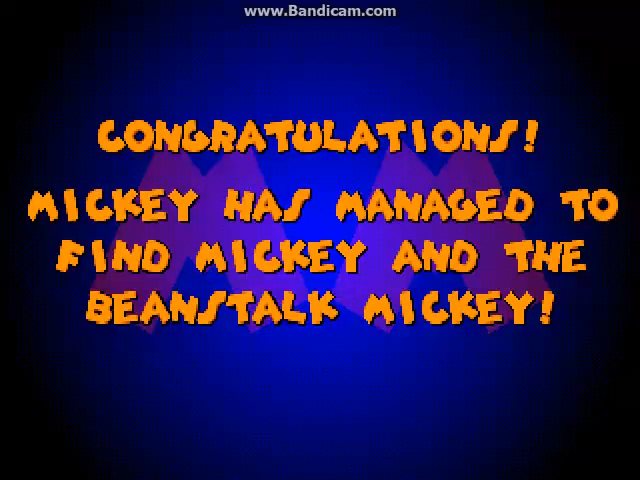 www.Bandicam.com
CONGRATULATIONS!
MICKEY HAS MANAGED TO
FIND MICKEY AND THE
BEANSTALK MICKEY!